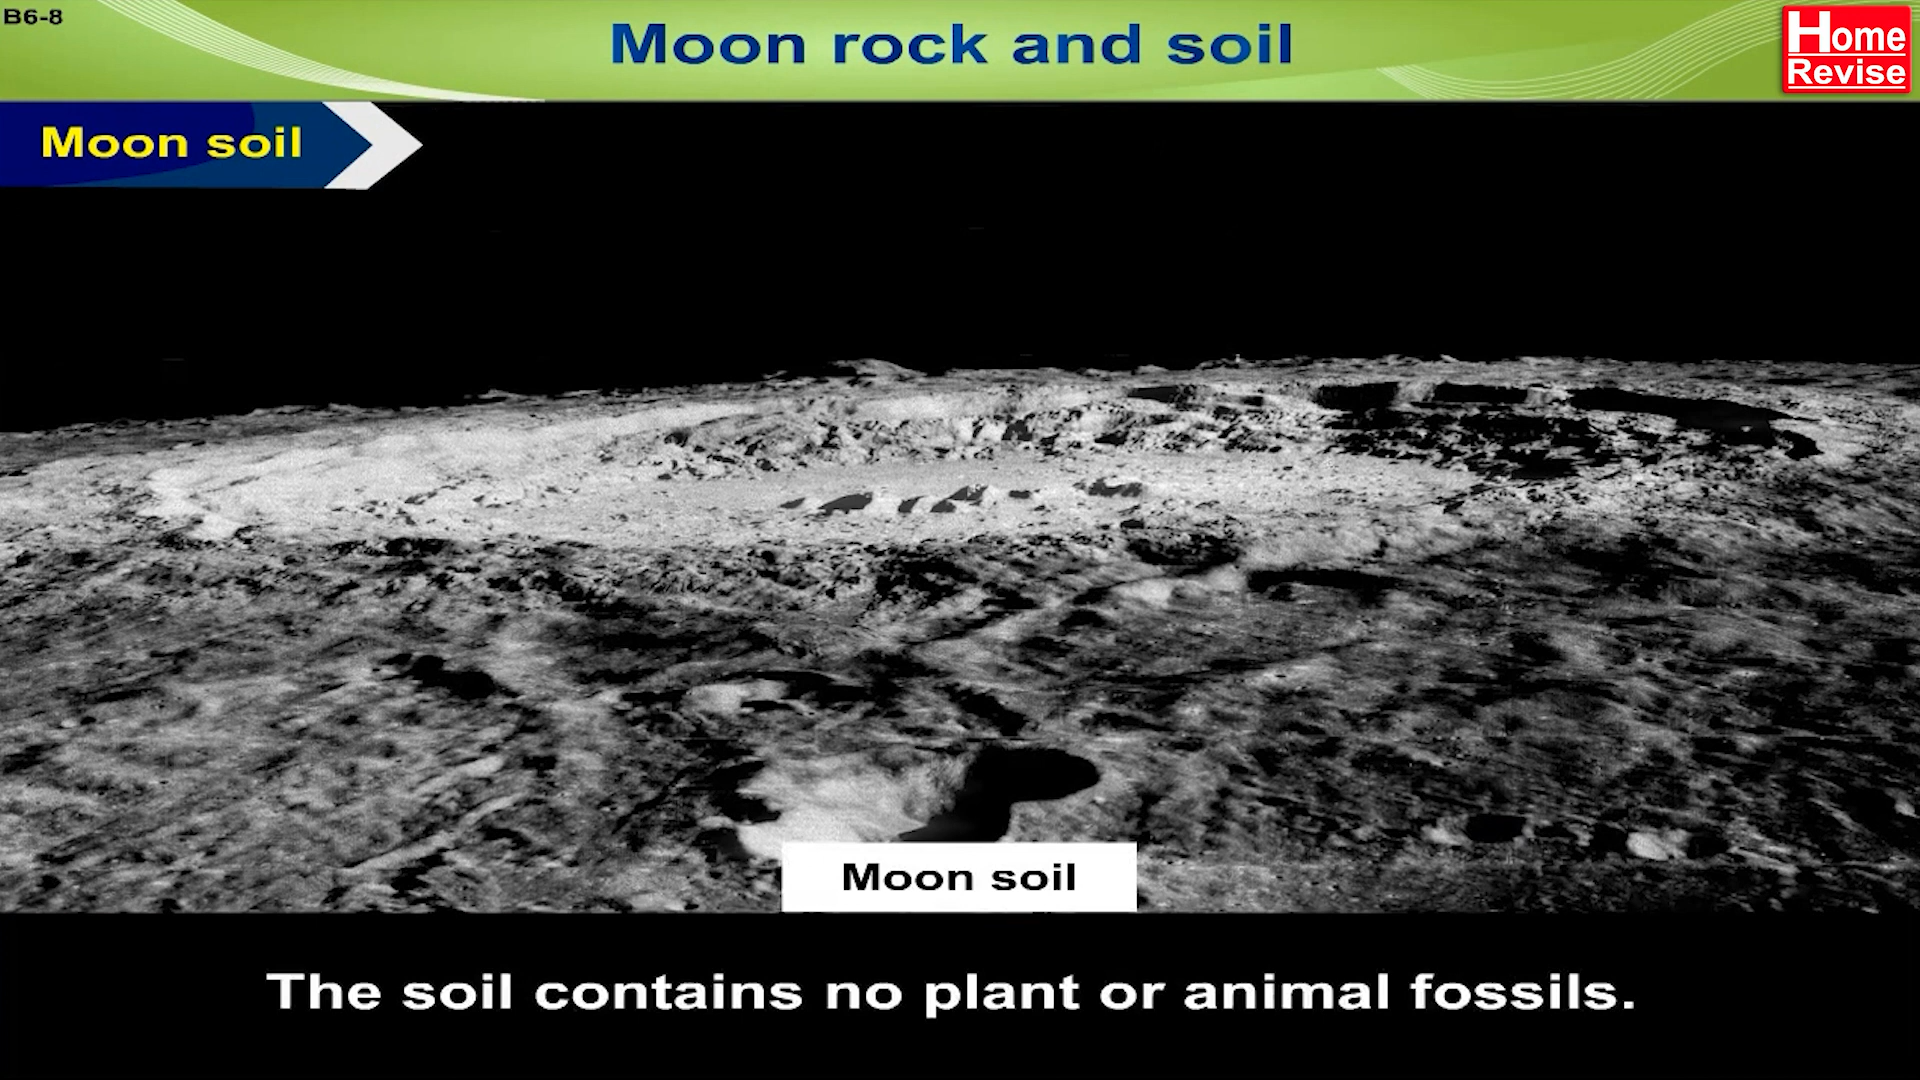 B6-8
Moon rock and soil
Home
Revise
Moon soil
Moon soil
The soil contains no plant or animal fossils.